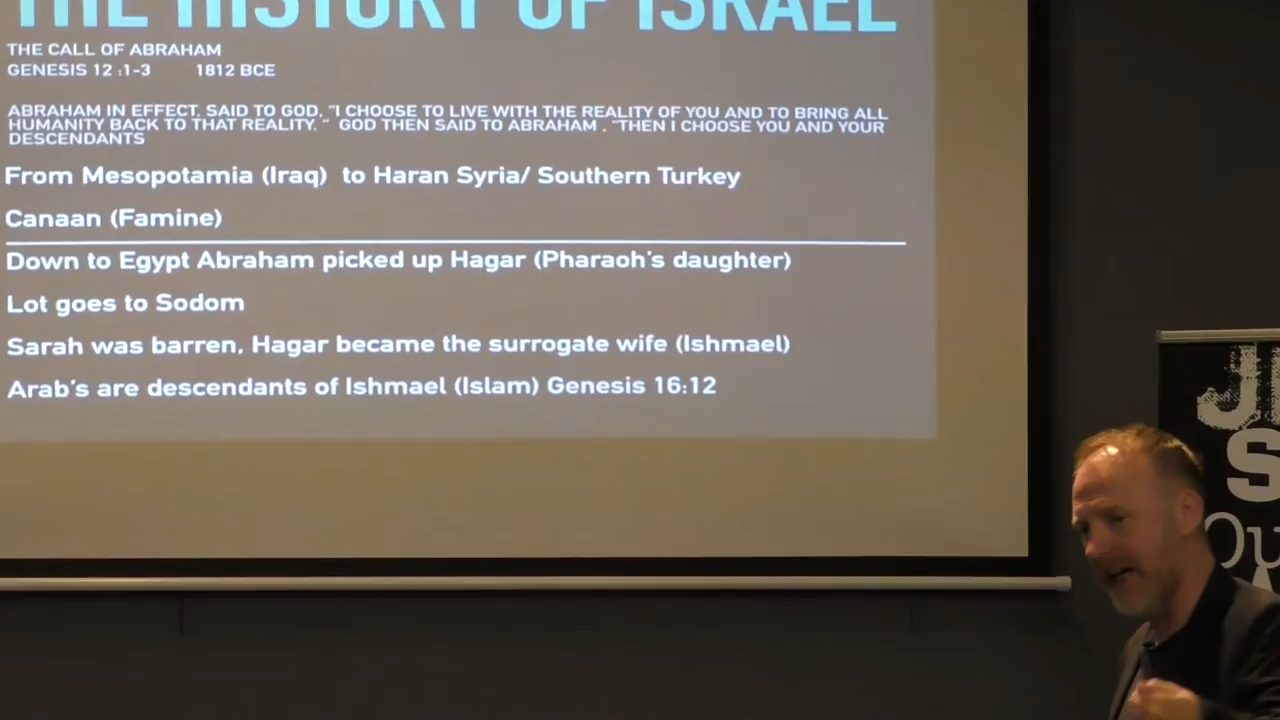 THE HISTORY OF ISRAEL
THE CALL OF ABRAHAM
GENESIS 12 :1-3 1812 BCE
ABRAHAM IN EFFECT, SAID TO GOD, "I CHOOSE TO LIVE WITH THE REALITY OF YOU AND TO BRING ALL
HUMANITY BACK TO THAT REALITY. " GOD THEN SAID TO ABRAHAM , "THEN I CHOOSE YOU AND YOUR
DESCENDANTS
From Mesopotamia (Iraq) to Haran Syria/ Southern Turkey
Canaan (Famine)
Down to Egypt Abraham picked up Hagar (Pharaoh's daughter)
Lot goes to Sodom
Sarah was barren, Hagar became the surrogate wife (Ishmael)
Arab's are descendants of Ishmael (Islam) Genesis 16:12